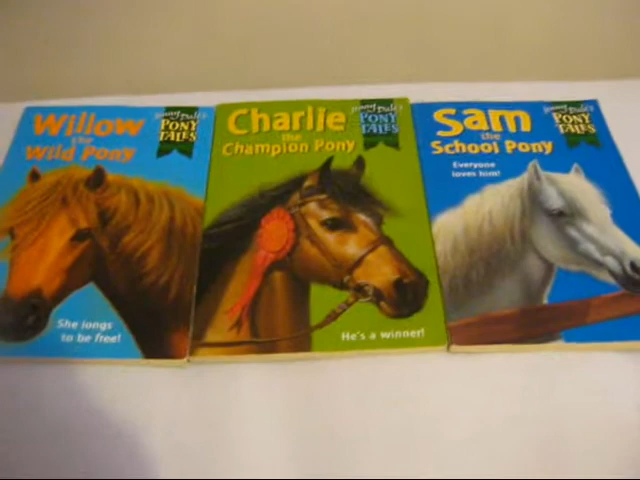 Willow
the
Wild Pony
Jenny Dale's
PONY
TALES
She longs
to be free!
Charlie
the
Champion Pony
Jenny Dale's
PONY
TALES
He's a winner!
Sam
the
School Pony
Everyone
loves him!
Jenny Dale's
PONY
TALES